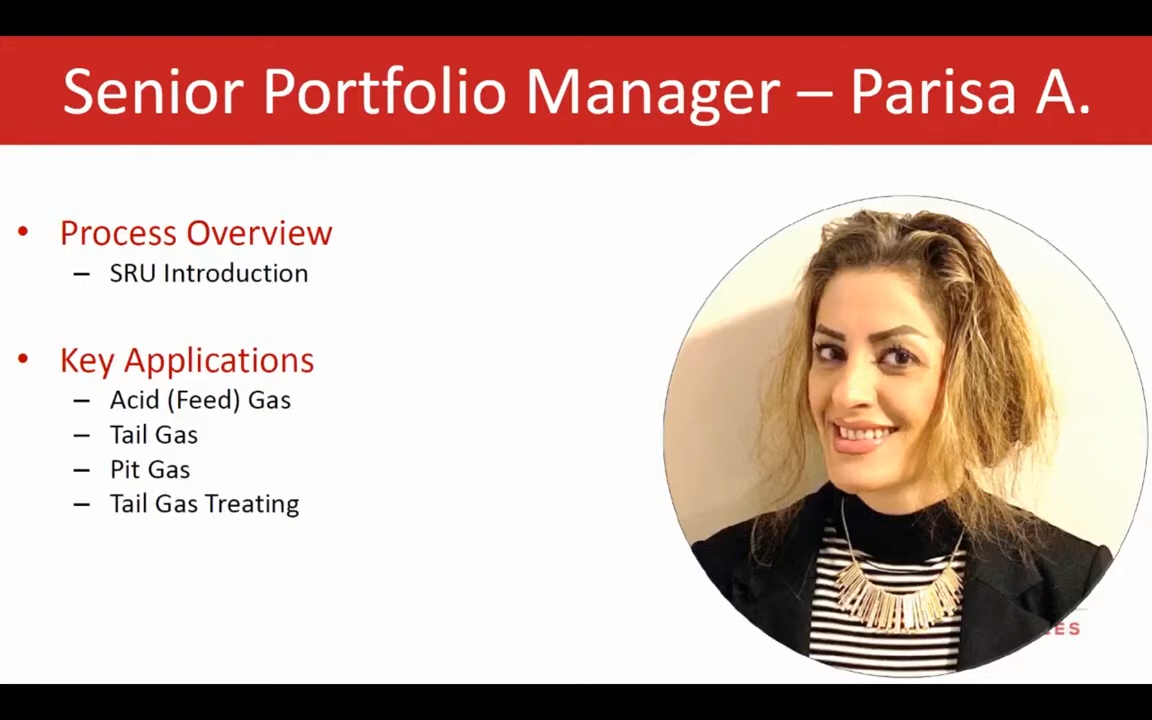 Senior Portfolio Manager – Parisa A.
• Process Overview
– SRU Introduction
• Key Applications
– Acid (Feed) Gas
– Tail Gas
– Pit Gas
– Tail Gas Treating